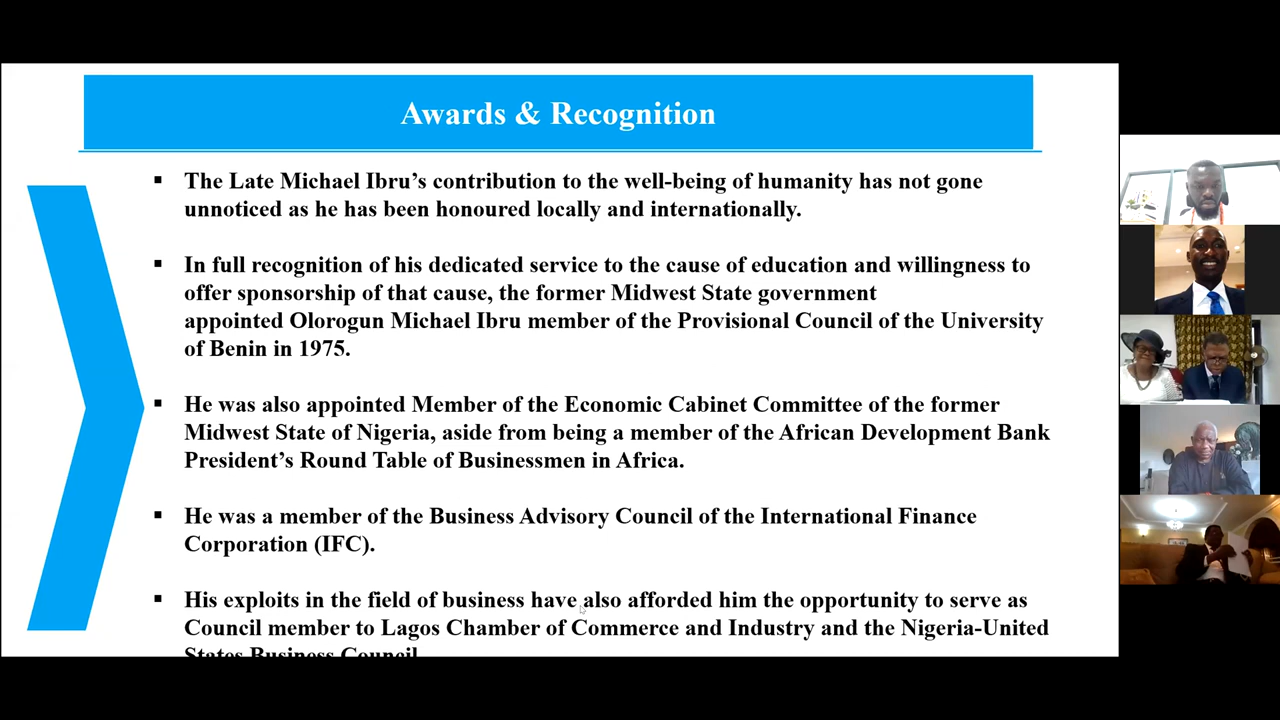 Awards & Recognition
▪ The Late Michael Ibru’s contribution to the well-being of humanity has not gone
unnoticed as he has been honoured locally and internationally.
▪ In full recognition of his dedicated service to the cause of education and willingness to
offer sponsorship of that cause, the former Midwest State government
appointed Olorogun Michael Ibru member of the Provisional Council of the University
of Benin in 1975.
▪ He was also appointed Member of the Economic Cabinet Committee of the former
Midwest State of Nigeria, aside from being a member of the African Development Bank
President’s Round Table of Businessmen in Africa.
▪ He was a member of the Business Advisory Council of the International Finance
Corporation (IFC).
▪ His exploits in the field of business have also afforded him the opportunity to serve as
Council member to Lagos Chamber of Commerce and Industry and the Nigeria-United
States Business Council